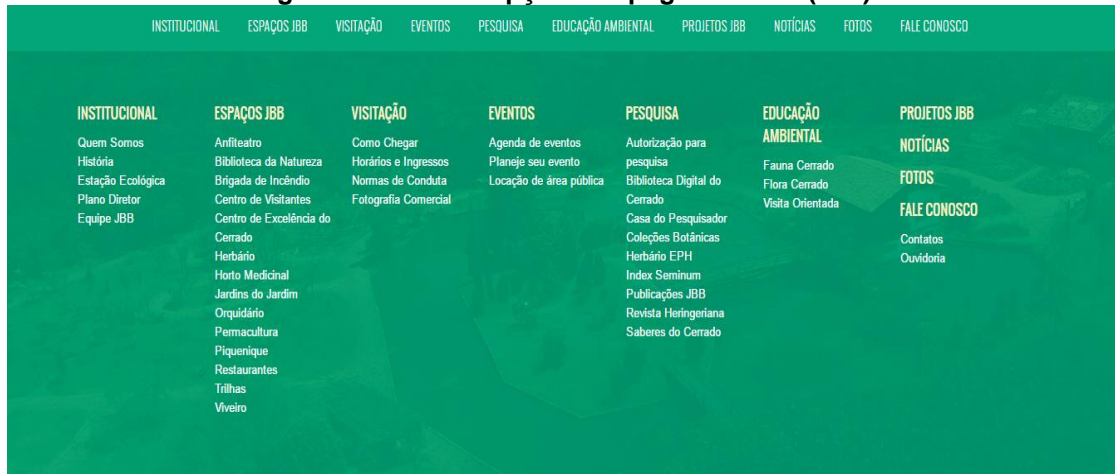 INSTITUCIONAL ESPAÇOS JBB VISITAÇÃO EVENTOS PESQUISA EDUCAÇÃO AMBIENTAL PROJETOS JBB NOTÍCIAS FOTOS FALE CONOSCO
INSTITUCIONAL
Quem Somos
História
Estação Ecológica
Plano Diretor
Equipe JBB
ESPAÇOS JBB
Anfiteatro
Biblioteca da Natureza
Brigada de Incêndio
Centro de Visitantes
Centro de Excelência do
Cerrado
Herbário
Horto Medicinal
Jardins do Jardim
Orquidário
Permacultura
Piquenique
Restaurantes
Trilhas
Viveiro
VISITAÇÃO
Como Chegar
Horários e Ingressos
Normas de Conduta
Fotografia Comercial
EVENTOS
Agenda de eventos
Planeje seu evento
Locação de área pública
PESQUISA
Autorização para
pesquisa
Biblioteca Digital do
Cerrado
Casa do Pesquisador
Coleções Botânicas
Herbário EPH
Index Seminum
Publicações JBB
Revista Heringeriana
Saberes do Cerrado
EDUCAÇÃO
AMBIENTAL
Fauna Cerrado
Flora Cerrado
Visita Orientada
PROJETOS JBB
NOTÍCIAS
FOTOS
FALE CONOSCO
Contatos
Ouvidoria